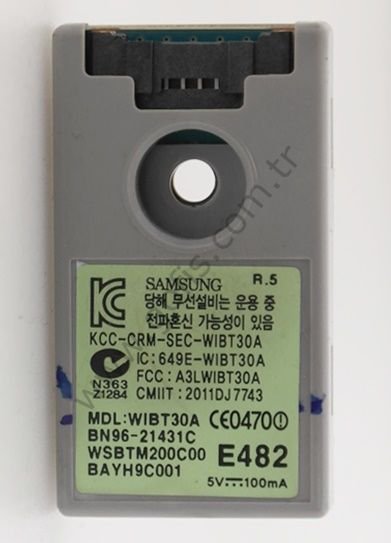 SAMSUNG R.5
당해 무선설비는 운용 중
전파혼신 가능성이 있음
KCC-CRM-SEC-WIBT30A
IC: 649E-WIBT30A
FCC: A3LWIBT30A
CMIIT: 2011DJ7743
N363
Z1284
MDL: WIBT30A CE0470
BN96-21431C
WSBTM200C00
BAYH9C001
E482
5V⎓100mA